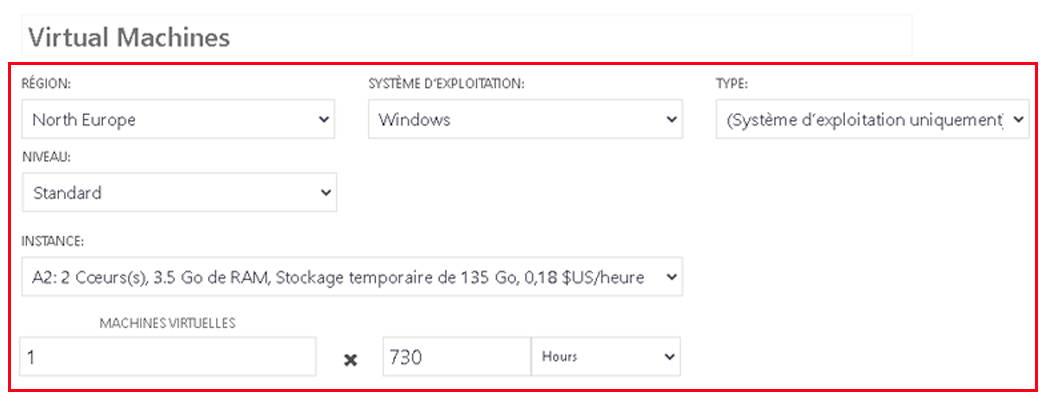 Virtual Machines
RÉGION: SYSTÈME D'EXPLOITATION: TYPE:
North Europe Windows (Système d'exploitation uniquement)
NIVEAU:
Standard
INSTANCE:
A2: 2 Cœurs(s), 3.5 Go de RAM, Stockage temporaire de 135 Go, 0,18 $US/heure
MACHINES VIRTUELLES
1 × 730 Hours